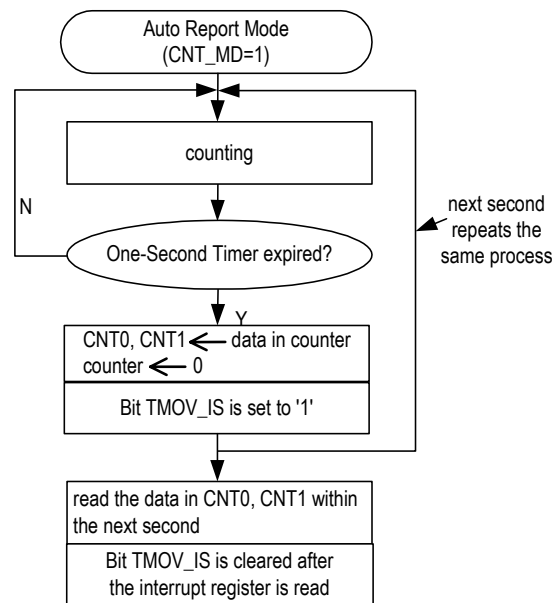 Auto Report Mode
(CNT_MD=1)
counting
N
next second
repeats the
same process
One-Second Timer expired?
Y
CNT0, CNT1 ← data in counter
counter ← 0
Bit TMOV_IS is set to '1'
read the data in CNT0, CNT1 within
the next second
Bit TMOV_IS is cleared after
the interrupt register is read